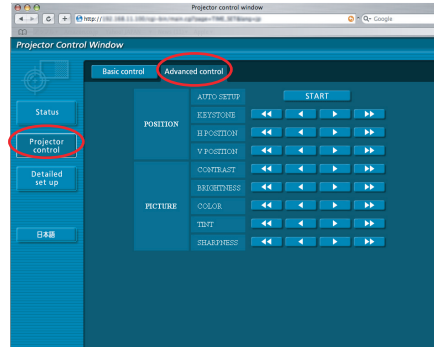 Projector control window
http://
Q- Google
Projector Control Window
Basic control Advanced control
Status
Projector control
Detailed set up
日本語
POSITION
AUTO SETUP START
KEYSTONE
H POSITION
V POSITION
PICTURE
CONTRAST
BRIGHTNESS
COLOR
TINT
SHARPNESS